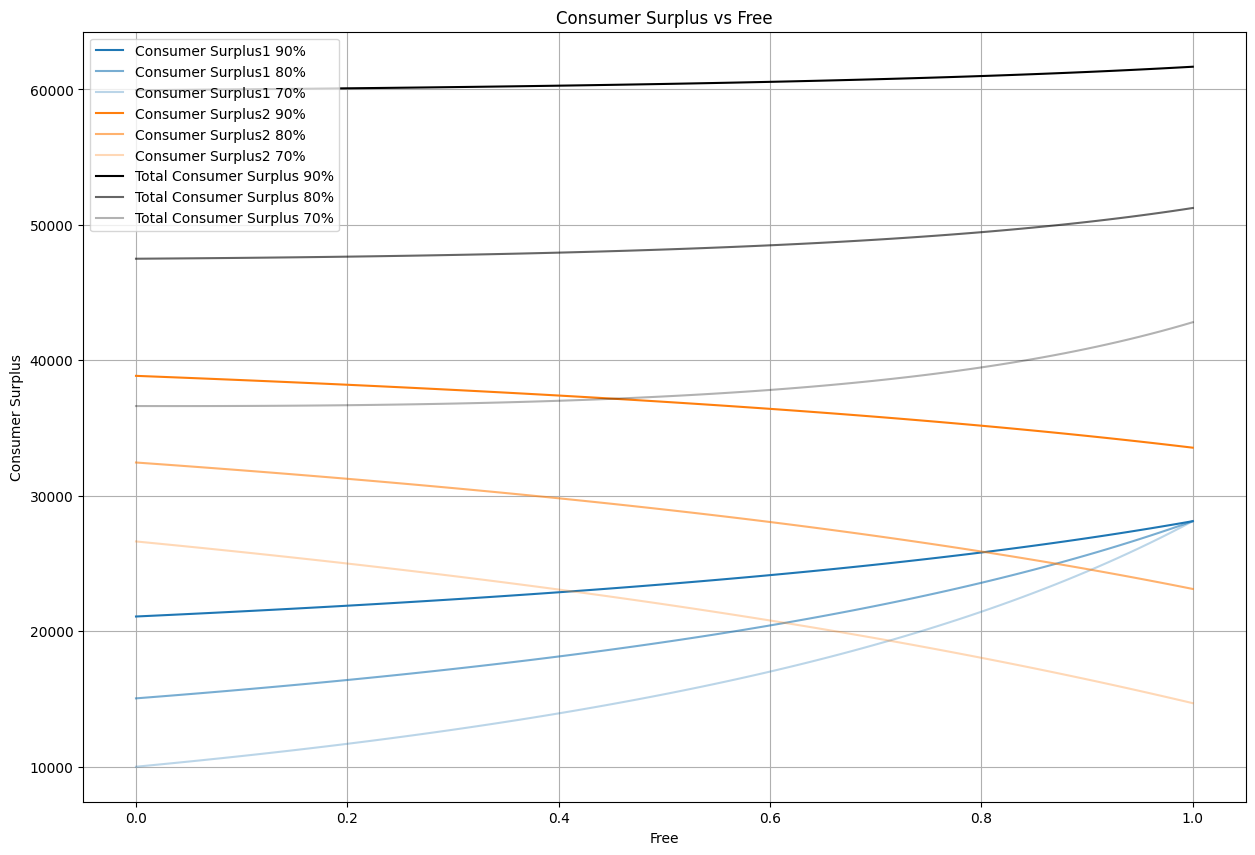 Consumer Surplus vs Free
Consumer Surplus1 90%
Consumer Surplus1 80%
Consumer Surplus1 70%
Consumer Surplus2 90%
Consumer Surplus2 80%
Consumer Surplus2 70%
Total Consumer Surplus 90%
Total Consumer Surplus 80%
Total Consumer Surplus 70%
60000
50000
40000
30000
20000
10000
Consumer Surplus
0.0 0.2 0.4 0.6 0.8 1.0
Free